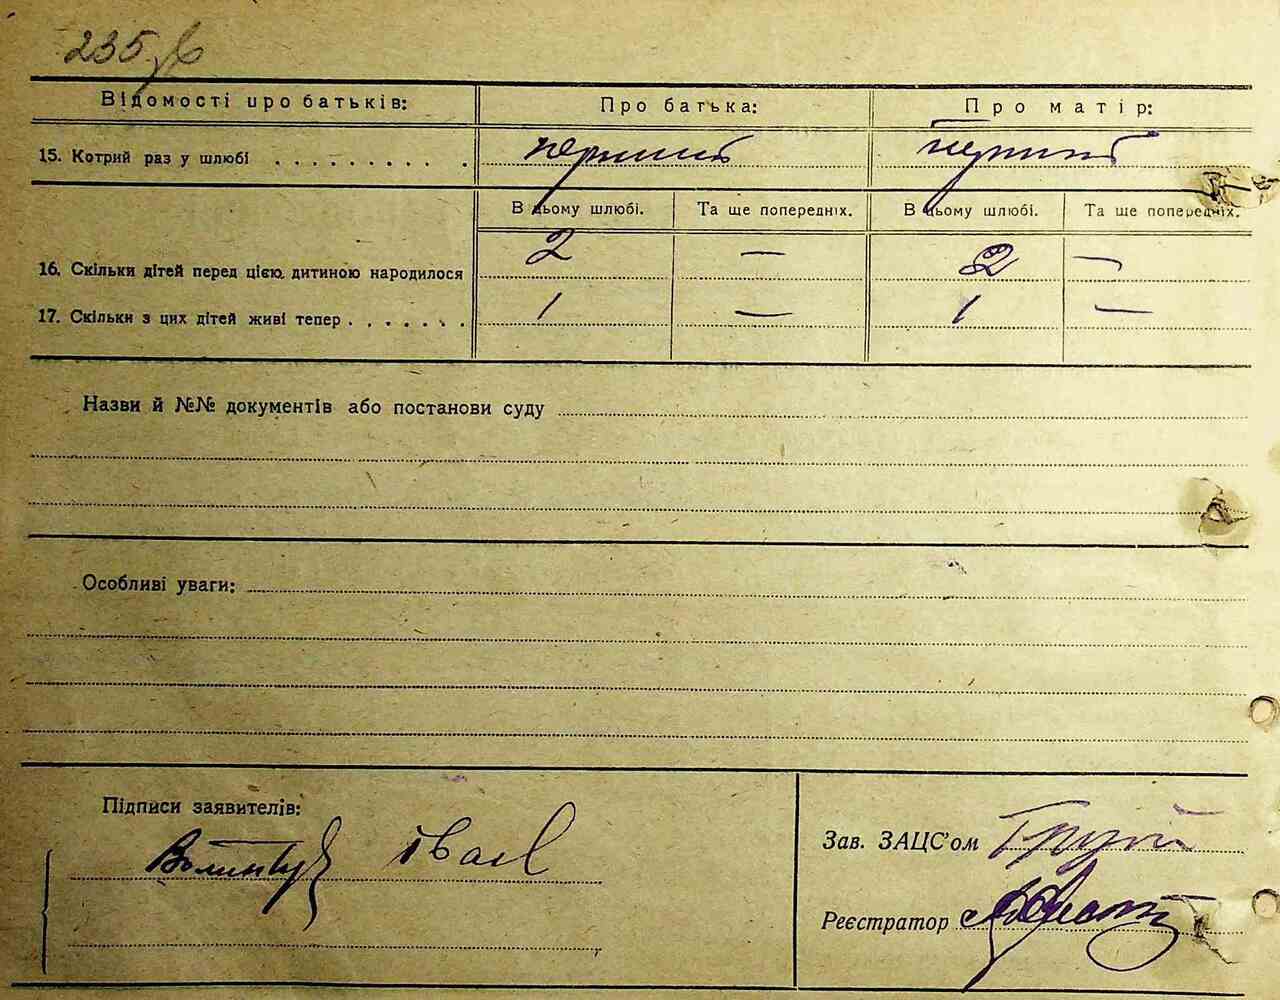 235
Відомості про батьків: Про батька: Про матір:
15. Котрий раз у шлюбі . . . . . . . . . . перший перший
В цьому шлюбі. Та ще попередніх. В цьому шлюбі. Та ще попередніх.
16. Скільки дітей перед цією дитиною народилося 2 — 2 —
17. Скільки з цих дітей живі тепер . . . . . . . 1 — 1 —
Назви й №№ документів або постанови суду
Особливі уваги:
Підписи заявителів:
Іван
Зав. ЗАЦС'ом
Реєстратор